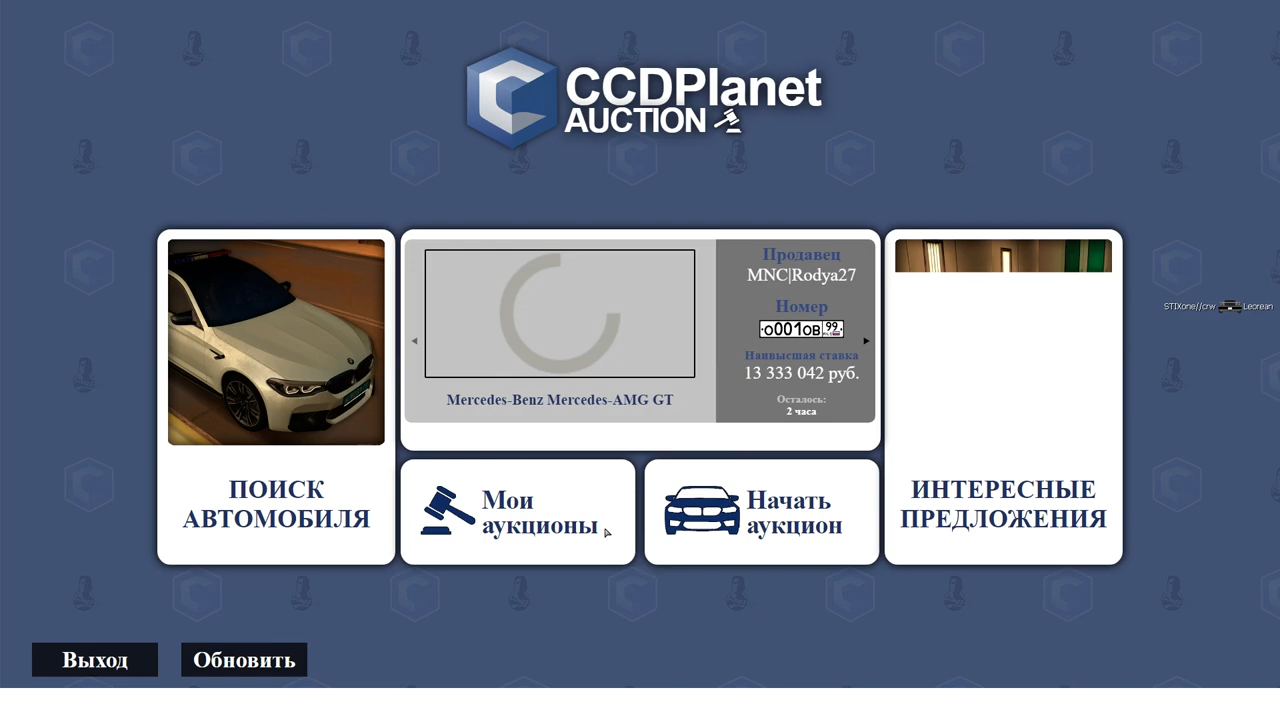 CCDPlanet
AUCTION
Продавец
MNC|Rodya27
Номер
о001ов 99
Наивысшая ставка
13 333 042 руб.
Осталось:
2 часа
Mercedes-Benz Mercedes-AMG GT
ПОИСК
АВТОМОБИЛЯ
Мои
аукционы
Начать
аукцион
ИНТЕРЕСНЫЕ
ПРЕДЛОЖЕНИЯ
STIXone//crw Leorean
Выход
Обновить